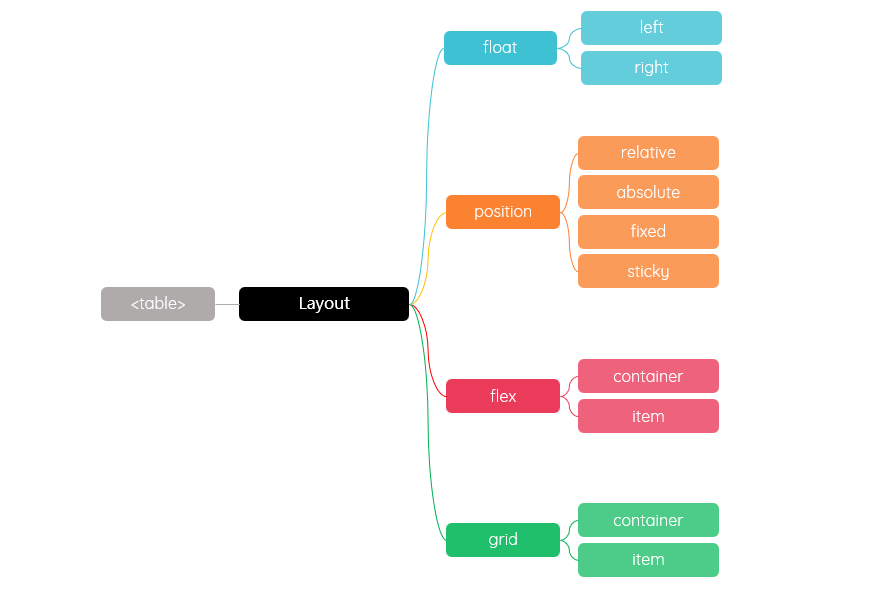 <table>
Layout
float
left
right
position
relative
absolute
fixed
sticky
flex
container
item
grid
container
item